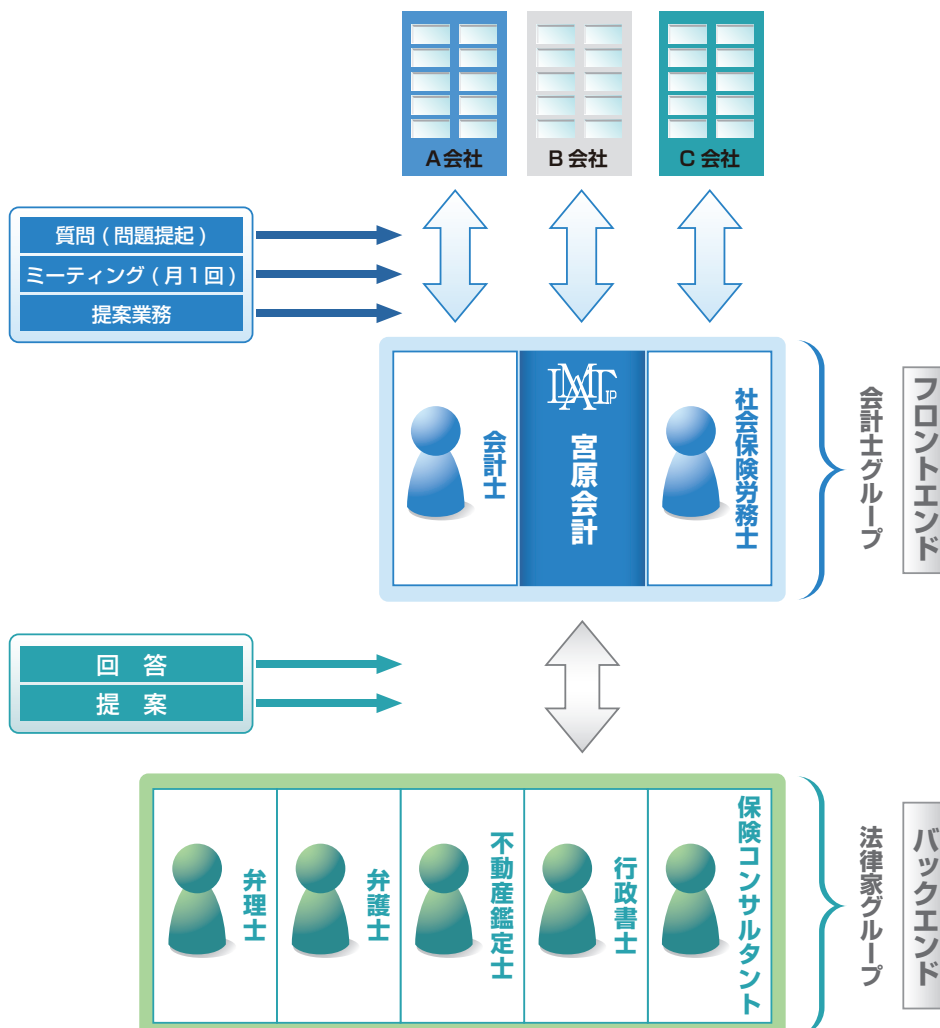 A会社
B会社
C会社
質問(問題提起)
ミーティング(月1回)
提案業務
会計士
宮原会計
社会保険労務士
会計士グループ
フロントエンド
回 答
提 案
弁理士
弁護士
不動産鑑定士
行政書士
保険コンサルタント
法律家グループ
バックエンド